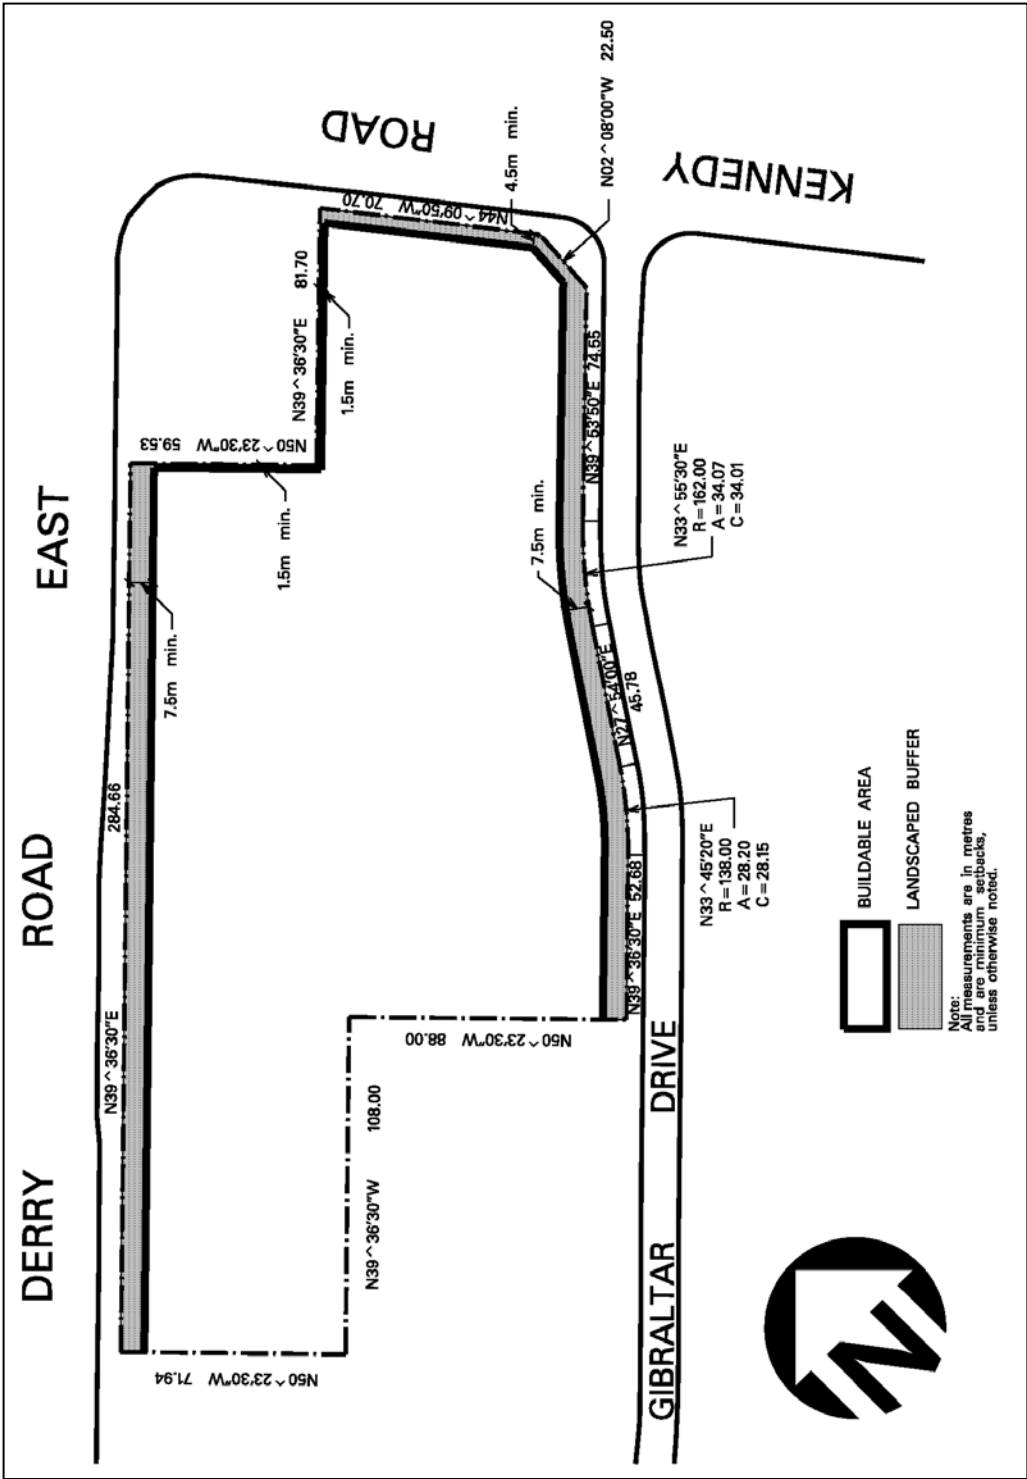 DERRY ROAD EAST
KENNEDY ROAD
GIBRALTAR DRIVE
N39^36'30"E
284.66
7.5m min.
N50^23'30"W 59.53
1.5m min.
N39^36'30"E 81.70
1.5m min.
N44^09'50"W 70.70
4.5m min.
N02^08'00"W 22.50
N39^53'50"E 74.55
7.5m min.
N33^55'30"E
R=162.00
A=34.07
C=34.01
N27^54'00"E
45.78
N33^45'20"E
R=138.00
A=28.20
C=28.15
N39^36'30"E 52.68
N50^23'30"W 88.00
N39^36'30"W 108.00
N50^23'30"W 71.94
BUILDABLE AREA
LANDSCAPED BUFFER
Note:
All measurements are in metres
and are minimum setbacks,
unless otherwise noted.
N